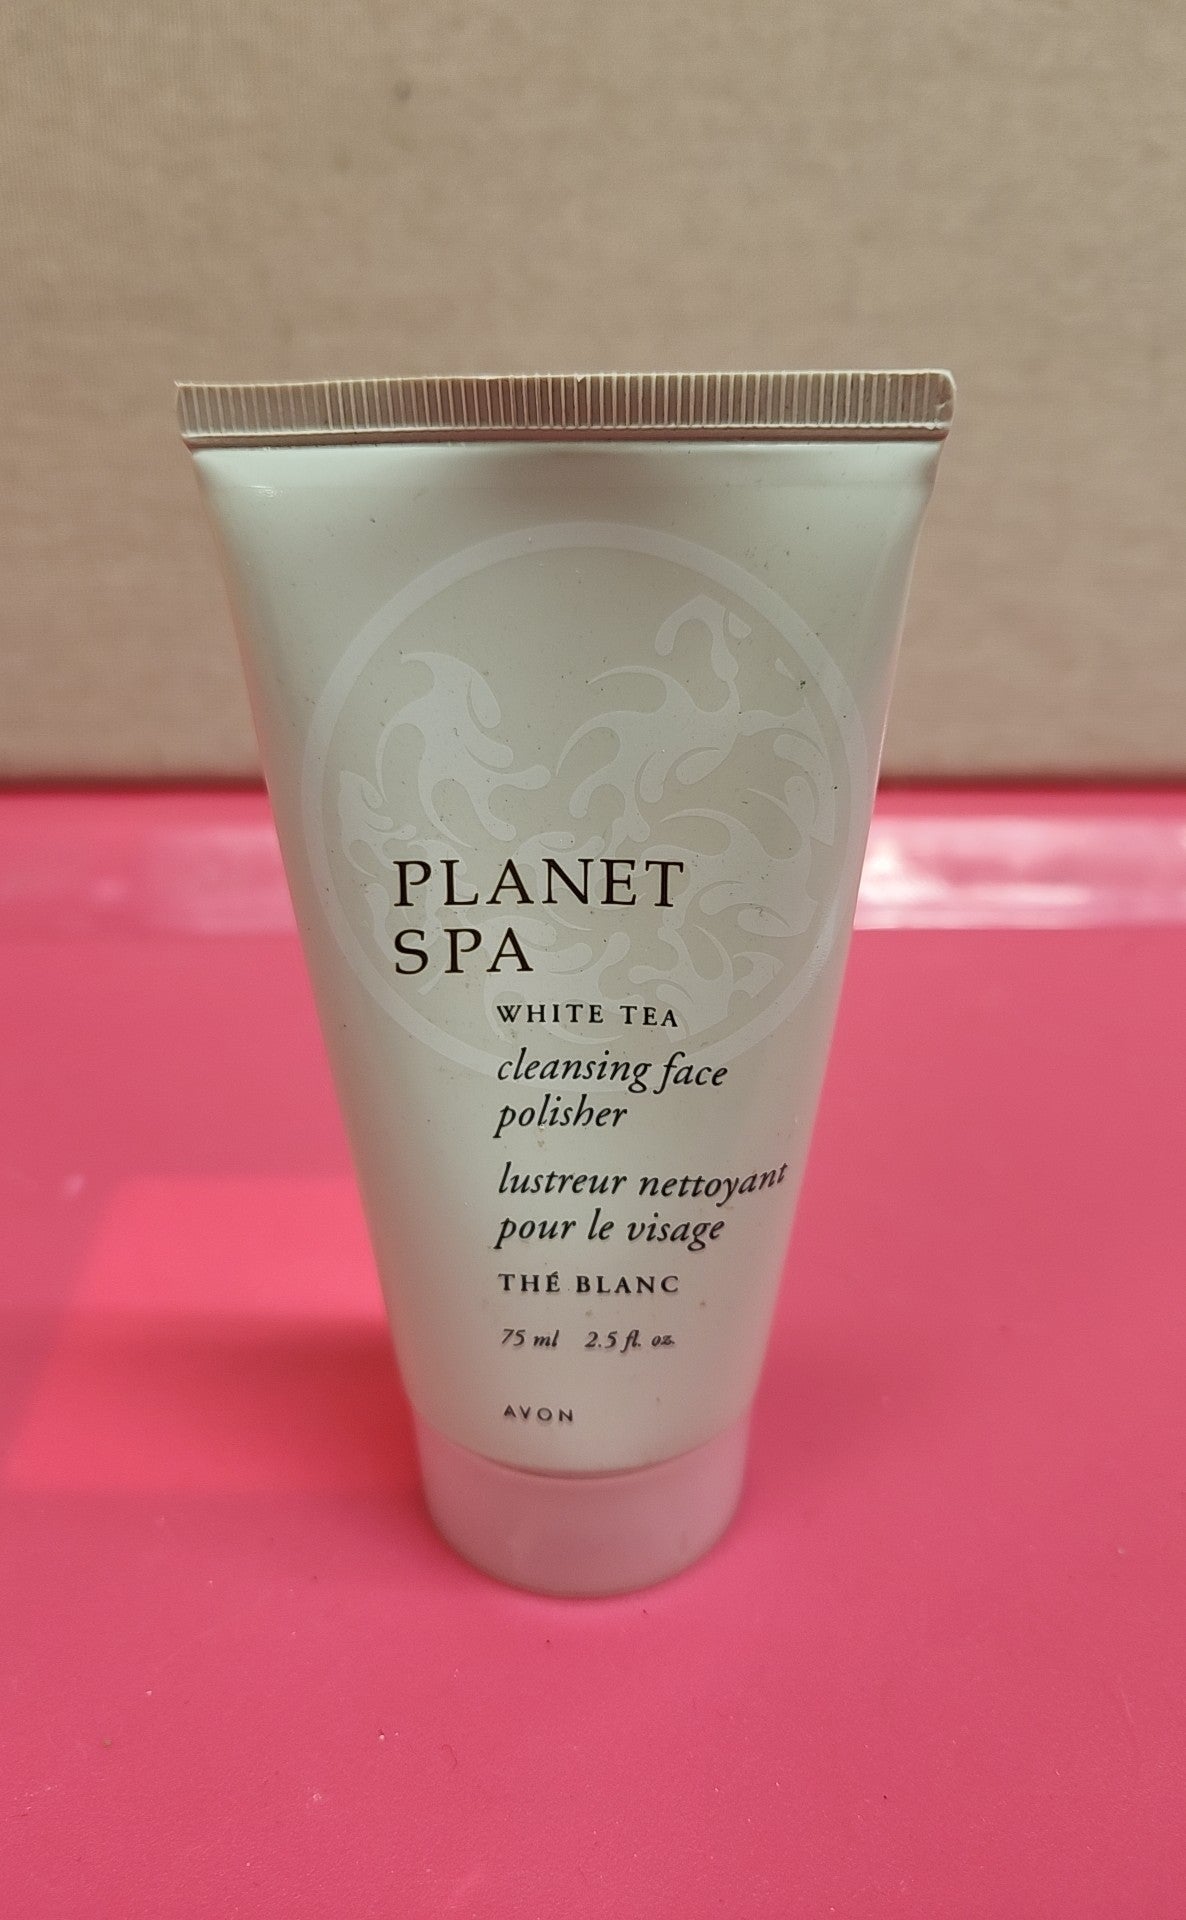 PLANET
SPA
WHITE TEA
cleansing face
polisher
lustreur nettoyant
pour le visage
THÉ BLANC
75 ml 2.5 fl. oz.
AVON